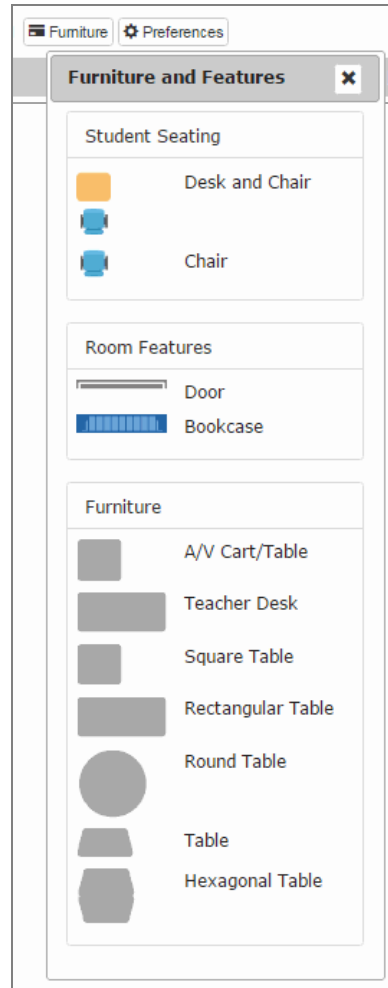 Furniture Preferences
Furniture and Features
Student Seating
Desk and Chair
Chair
Room Features
Door
Bookcase
Furniture
A/V Cart/Table
Teacher Desk
Square Table
Rectangular Table
Round Table
Table
Hexagonal Table